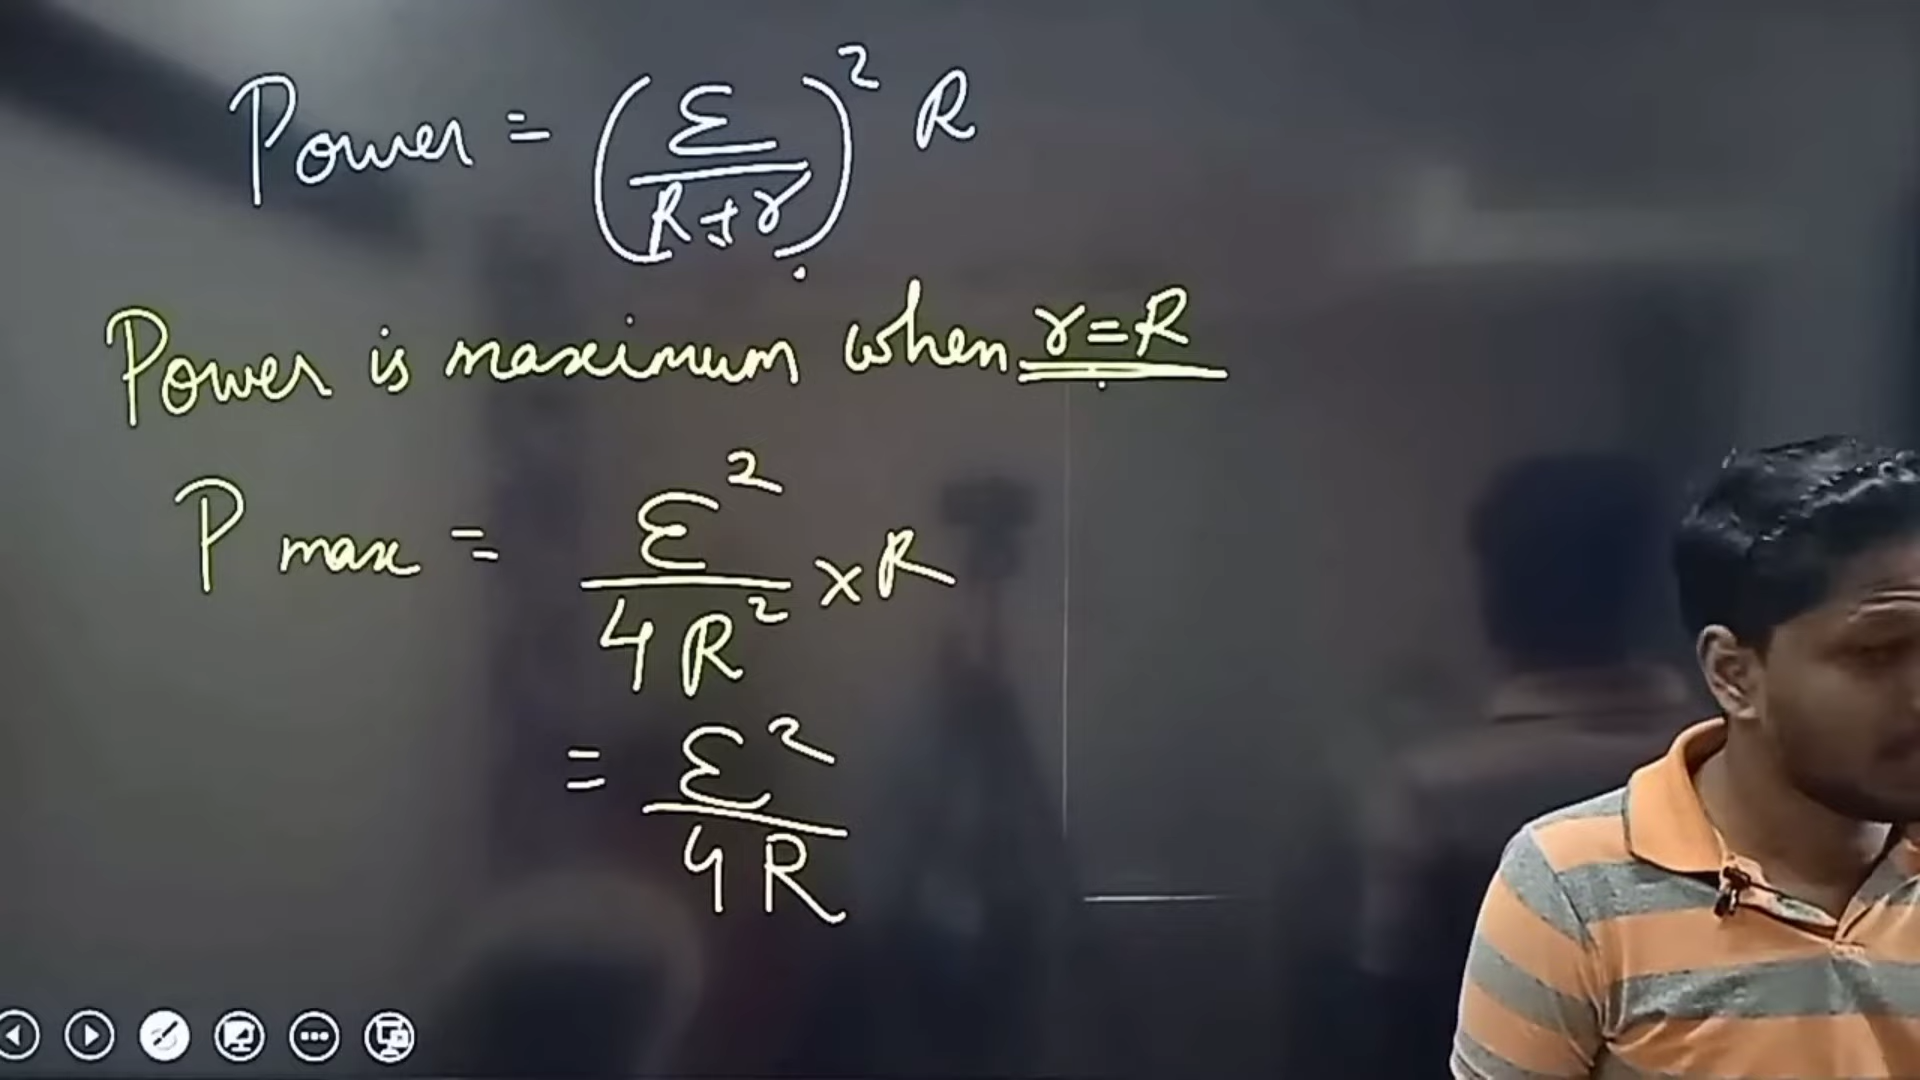 Power = (ε/(R+r))² R
Power is maximum when r=R
P max = ε²/4R² × R
= ε²/4R